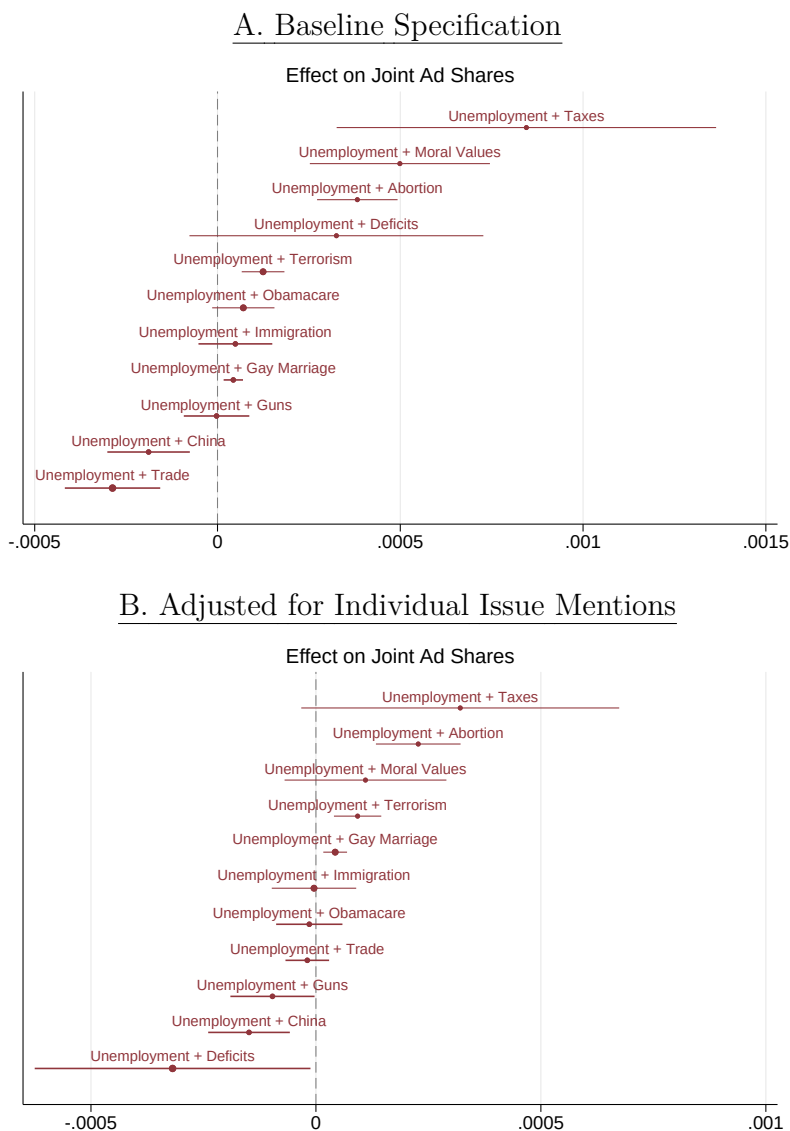 A. Baseline Specification
Effect on Joint Ad Shares
Unemployment + Taxes
Unemployment + Moral Values
Unemployment + Abortion
Unemployment + Deficits
Unemployment + Terrorism
Unemployment + Obamacare
Unemployment + Immigration
Unemployment + Gay Marriage
Unemployment + Guns
Unemployment + China
Unemployment + Trade
-.0005 0 .0005 .001 .0015
B. Adjusted for Individual Issue Mentions
Effect on Joint Ad Shares
Unemployment + Taxes
Unemployment + Abortion
Unemployment + Moral Values
Unemployment + Terrorism
Unemployment + Gay Marriage
Unemployment + Immigration
Unemployment + Obamacare
Unemployment + Trade
Unemployment + Guns
Unemployment + China
Unemployment + Deficits
-.0005 0 .0005 .001